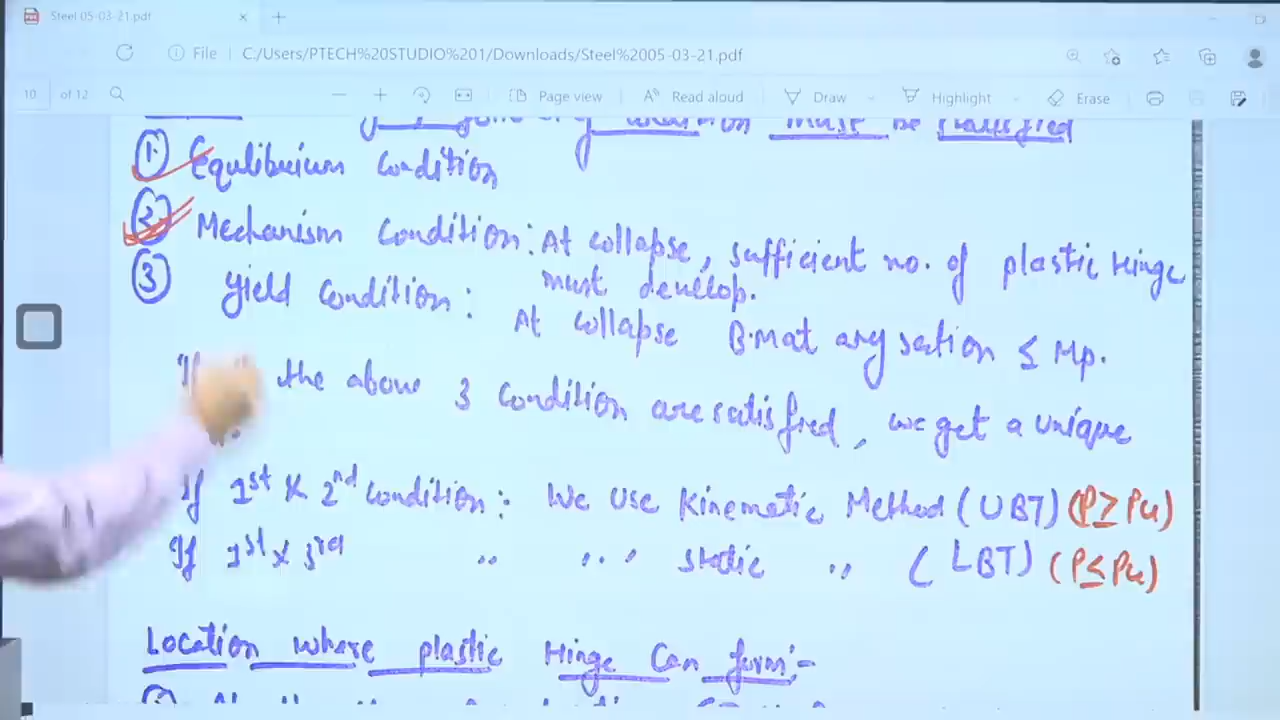 Steel 05-03-21.pdf
File C:/Users/PTECH%20STUDIO%201/Downloads/Steel%2005-03-21.pdf
10 of 12 Page view Read aloud Draw Highlight Erase
must be satisfied
① Equlibrium Condition
② Mechanism Condition: At collapse, sufficient no. of plastic Hinge
must develop.
③ Yield Condition: At collapse B.M at any section ≤ Mp.
If the above 3 Condition are satisfied, we get a unique
If 1st & 2nd condition:- We use Kinematic Method (UBT) (P≥Pu)
If 1st & 3rd " " static " (LBT) (P≤Pu)
Location where plastic Hinge Can form:-